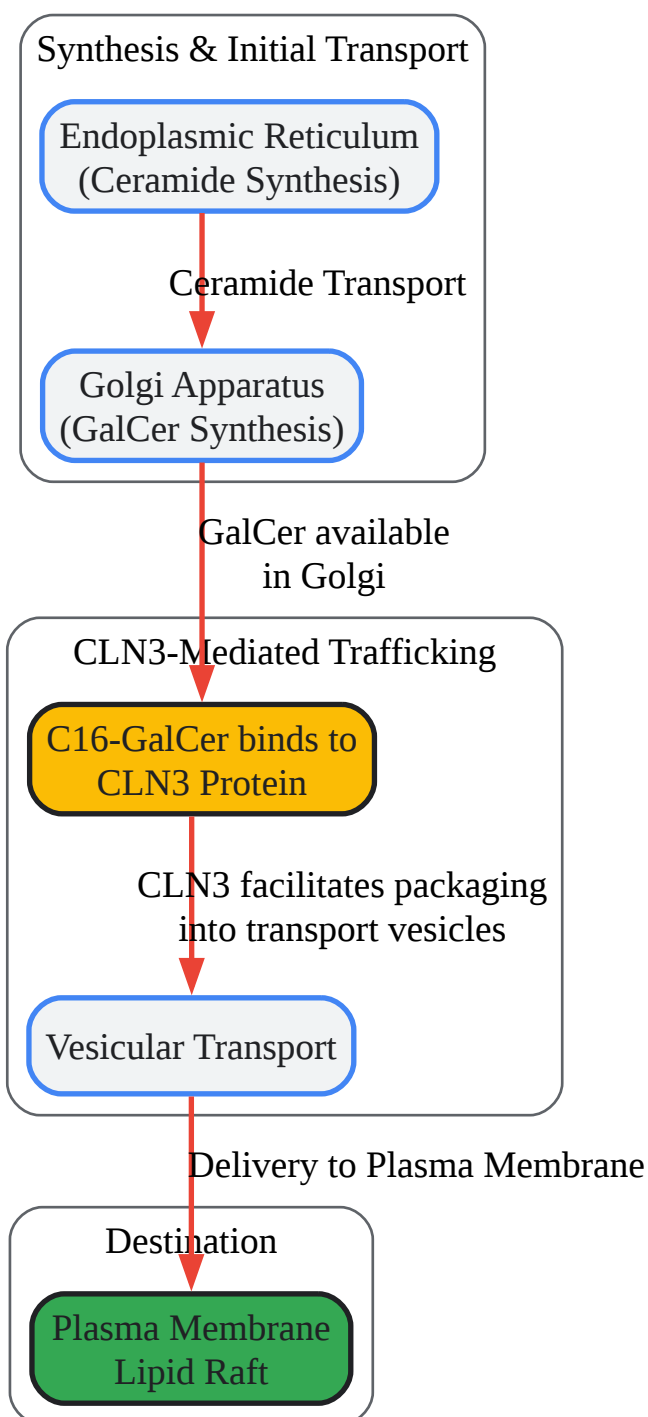 Synthesis & Initial Transport
Endoplasmic Reticulum
(Ceramide Synthesis)
Ceramide Transport
Golgi Apparatus
(GalCer Synthesis)
GalCer available
in Golgi
CLN3-Mediated Trafficking
C16-GalCer binds to
CLN3 Protein
CLN3 facilitates packaging
into transport vesicles
Vesicular Transport
Delivery to Plasma Membrane
Destination
Plasma Membrane
Lipid Raft